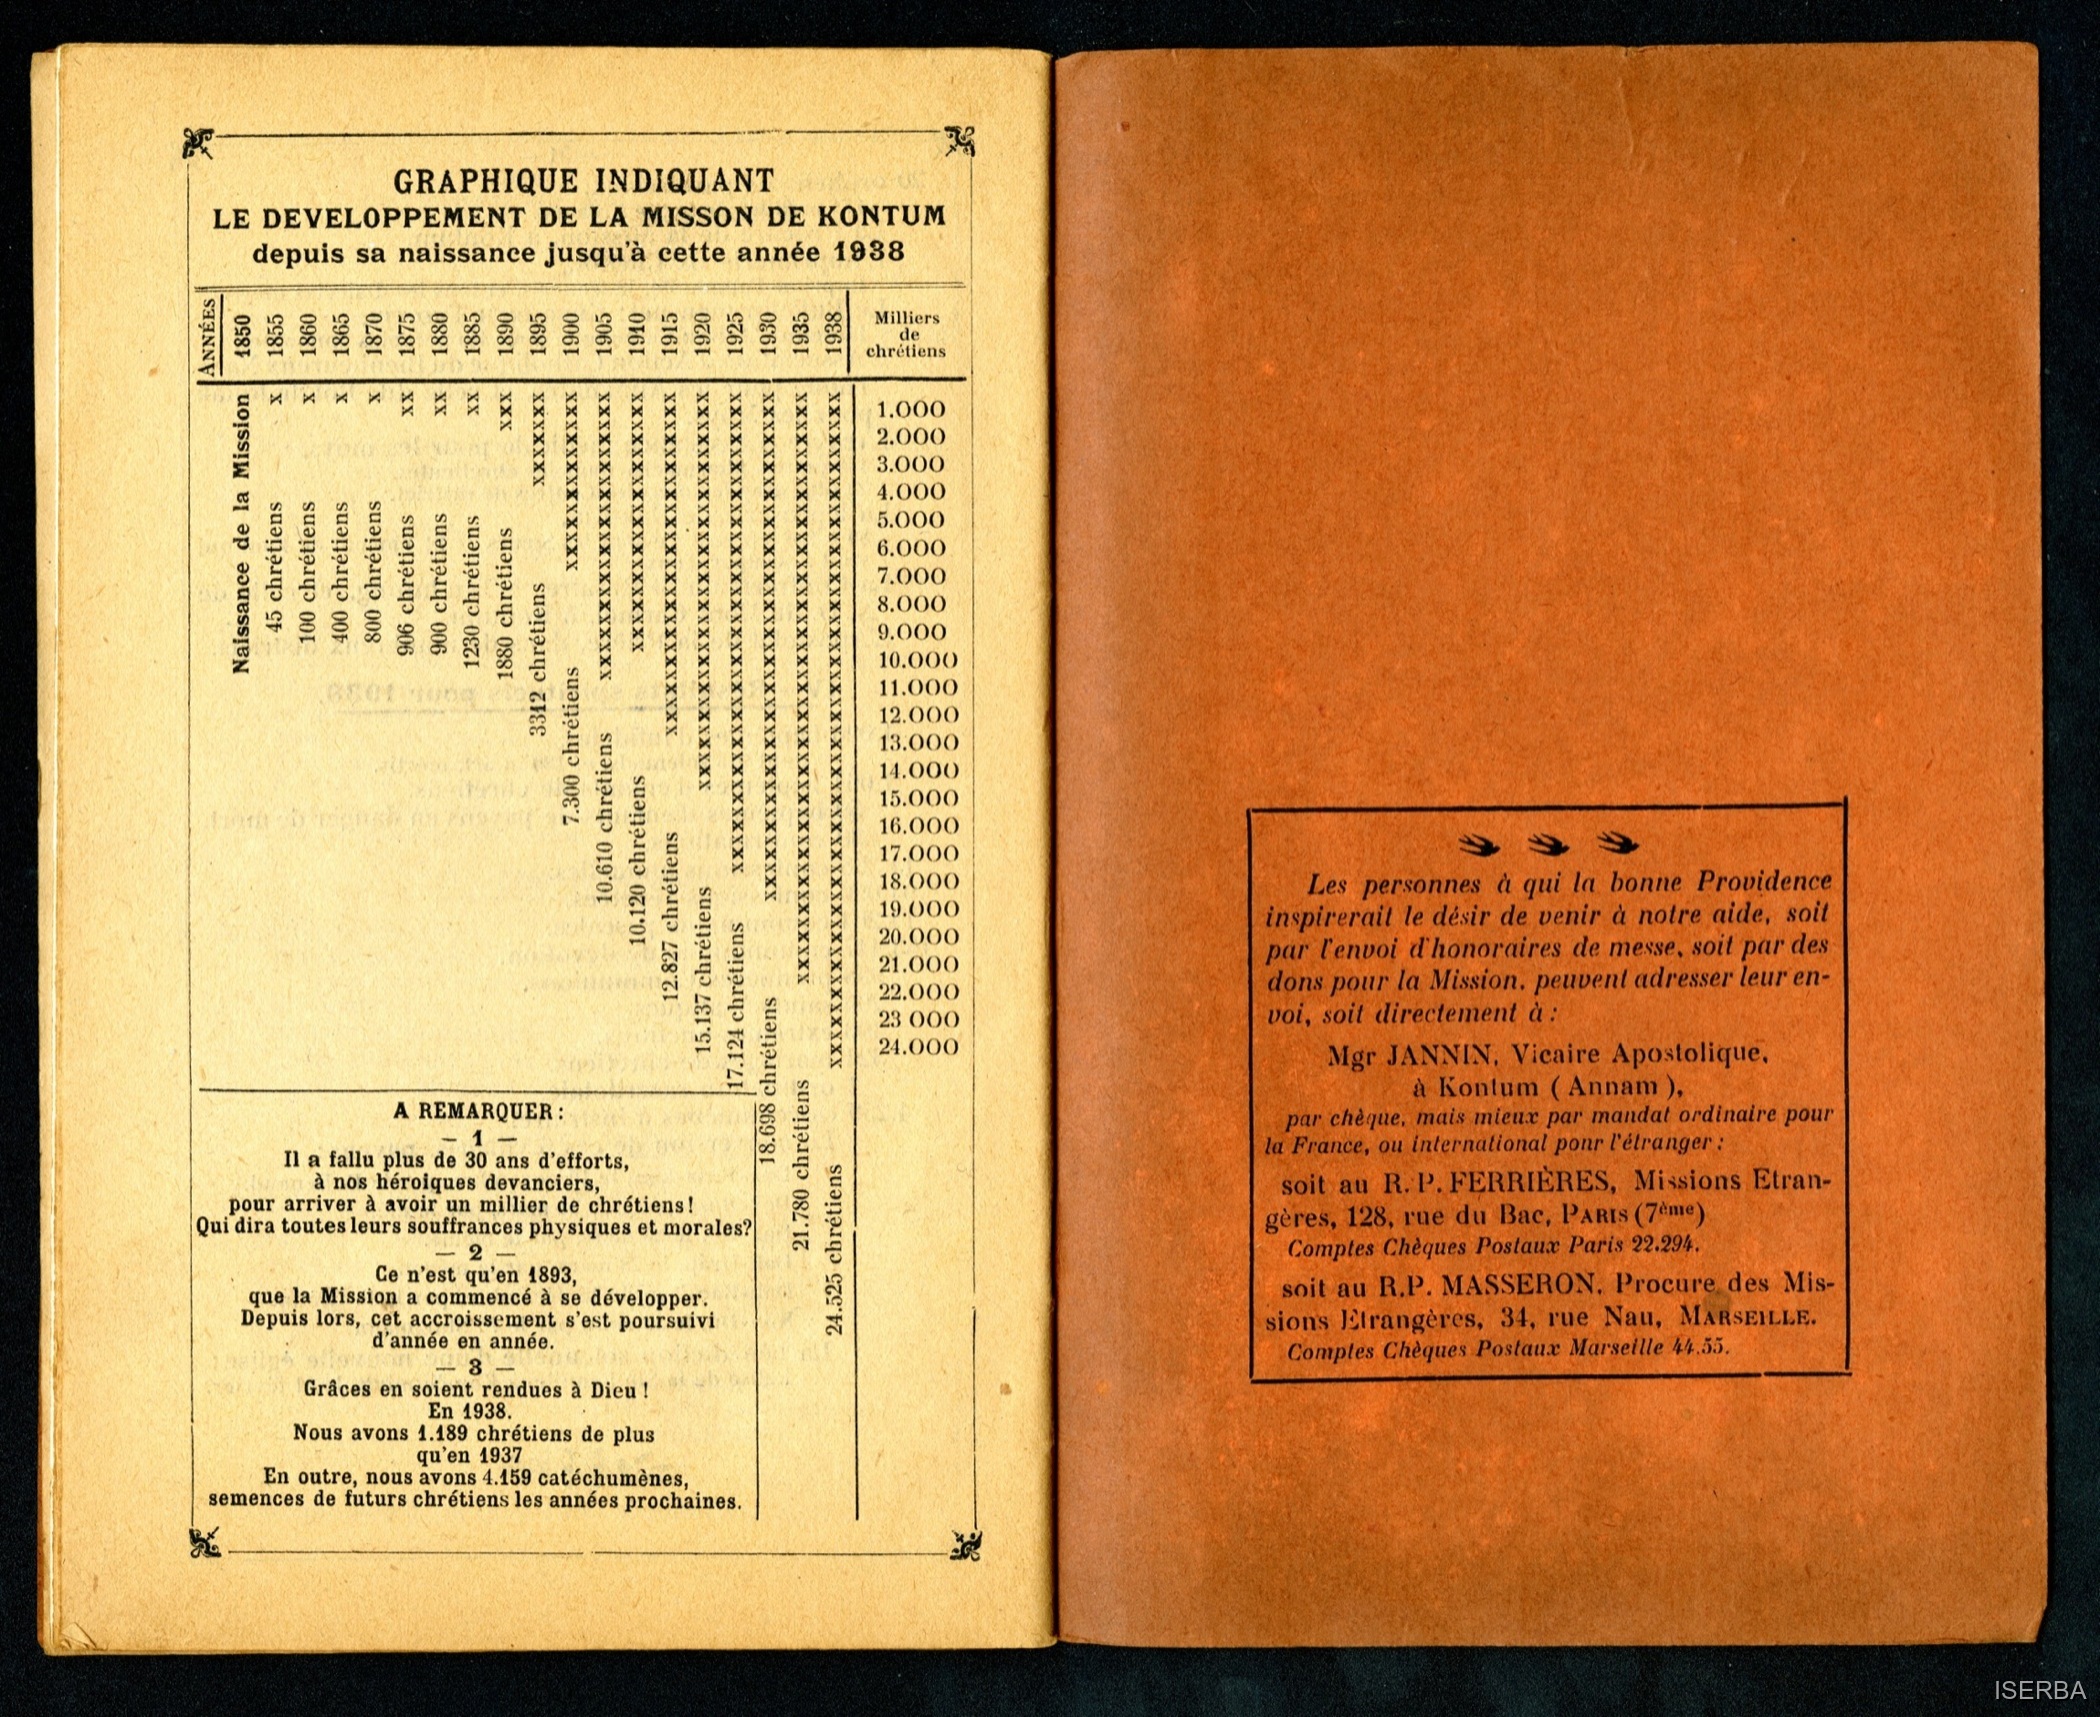 GRAPHIQUE INDIQUANT
LE DEVELOPPEMENT DE LA MISSON DE KONTUM
depuis sa naissance jusqu'à cette année 1938
ANNÉES
1850 Naissance de la Mission
1855 x 45 chrétiens
1860 x 100 chrétiens
1865 x 400 chrétiens
1870 x 800 chrétiens
1875 xx 906 chrétiens
1880 xx 900 chrétiens
1885 xx 1230 chrétiens
1890 xxx 1880 chrétiens
1895 xxxxxxx 3312 chrétiens
1900 7.300 chrétiens
1905 10.610 chrétiens
1910 10.120 chrétiens
1915 12.827 chrétiens
1920 15.137 chrétiens
1925 17.124 chrétiens
1930 18.698 chrétiens
1935 21.780 chrétiens
1938 24.525 chrétiens
Milliers
de
chrétiens
1.000
2.000
3.000
4.000
5.000
6.000
7.000
8.000
9.000
10.000
11.000
12.000
13.000
14.000
15.000
16.000
17.000
18.000
19.000
20.000
21.000
22.000
23 000
24.000
A REMARQUER :
— 1 —
Il a fallu plus de 30 ans d'efforts,
à nos héroiques devanciers,
pour arriver à avoir un millier de chrétiens !
Qui dira toutes leurs souffrances physiques et morales?
— 2 —
Ce n'est qu'en 1893,
que la Mission a commencé à se développer.
Depuis lors, cet accroissement s'est poursuivi
d'année en année.
— 3 —
Grâces en soient rendues à Dieu !
En 1938.
Nous avons 1.189 chrétiens de plus
qu'en 1937
En outre, nous avons 4.159 catéchumènes,
semences de futurs chrétiens les années prochaines.
Les personnes à qui la bonne Providence
inspirerait le désir de venir à notre aide, soit
par l'envoi d'honoraires de messe, soit par des
dons pour la Mission, peuvent adresser leur en-
voi, soit directement à :
Mgr JANNIN, Vicaire Apostolique,
à Kontum ( Annam ),
par chèque, mais mieux par mandat ordinaire pour
la France, ou international ponr l'étranger :
soit au R. P. FERRIÈRES, Missions Etran-
gères, 128, rue du Bac, PARIS (7ème)
Comptes Chèques Postaux Paris 22.294.
soit au R.P. MASSERON, Procure des Mis-
sions Etrangères, 34, rue Nau, MARSEILLE.
Comptes Chèques Postaux Marseille 44.55.
ISERBA